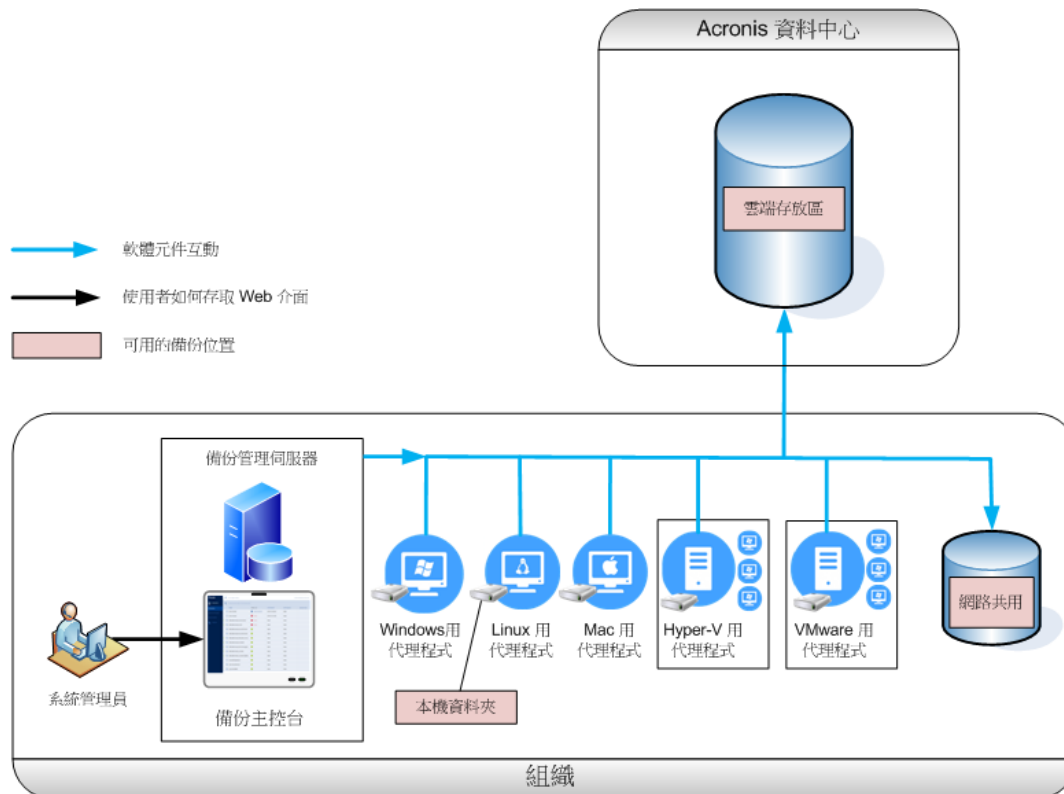 Acronis 資料中心
雲端存放區
軟體元件互動
使用者如何存取 Web 介面
可用的備份位置
備份管理伺服器
備份主控台
系統管理員
Windows用
代理程式
Linux 用
代理程式
Mac 用
代理程式
Hyper-V 用
代理程式
VMware 用
代理程式
網路共用
本機資料夾
組織